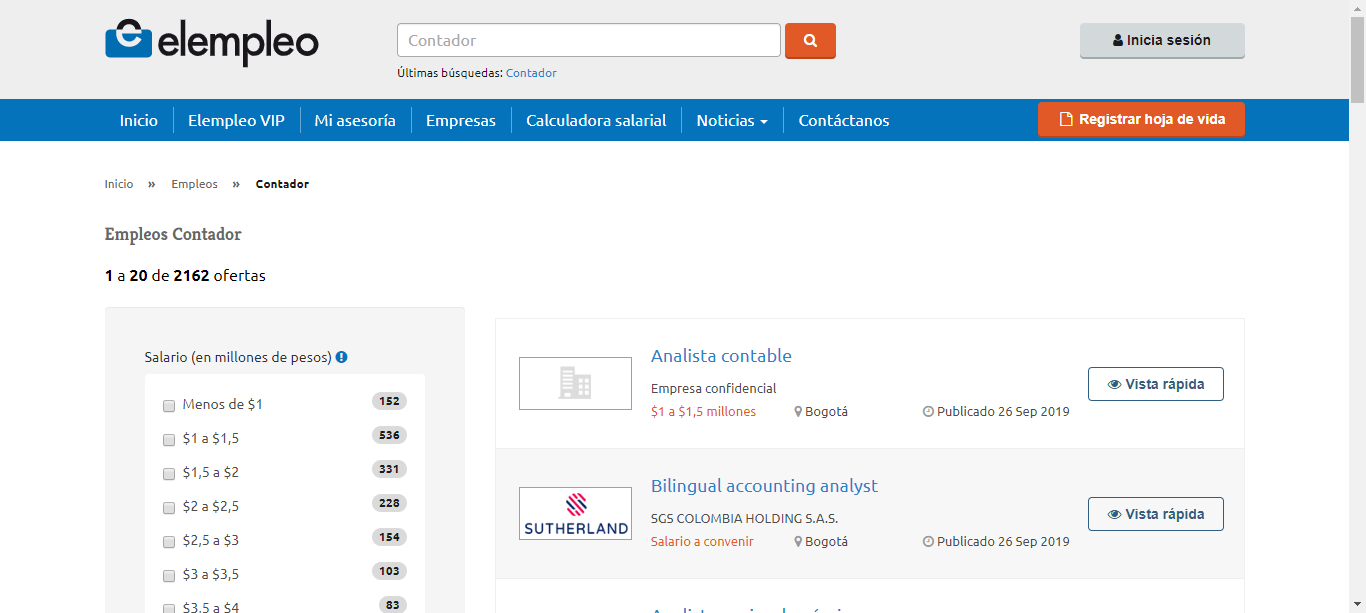 elempleo
Contador
Últimas búsquedas: Contador
Inicia sesión
Inicio Elempleo VIP Mi asesoría Empresas Calculadora salarial Noticias Contáctanos Registrar hoja de vida
Inicio » Empleos » Contador
Empleos Contador
1 a 20 de 2162 ofertas
Salario (en millones de pesos)
Menos de $1 152
$1 a $1,5 536
$1,5 a $2 331
$2 a $2,5 228
$2,5 a $3 154
$3 a $3,5 103
$3,5 a $4 83
Analista contable
Empresa confidencial
$1 a $1,5 millones Bogotá Publicado 26 Sep 2019
Vista rápida
SUTHERLAND
Bilingual accounting analyst
SGS COLOMBIA HOLDING S.A.S.
Salario a convenir Bogotá Publicado 26 Sep 2019
Vista rápida